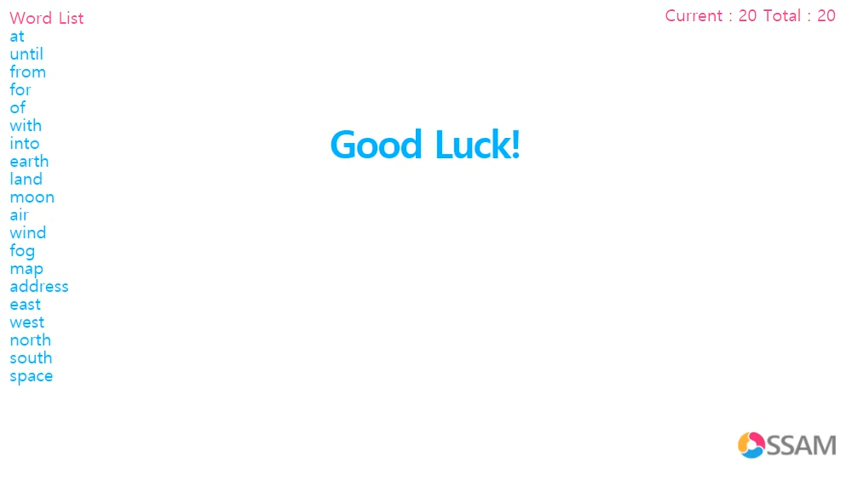 Word List
Current : 20 Total : 20
at
until
from
for
of
with
into
earth
land
moon
air
wind
fog
map
address
east
west
north
south
space
Good Luck!
SSAM